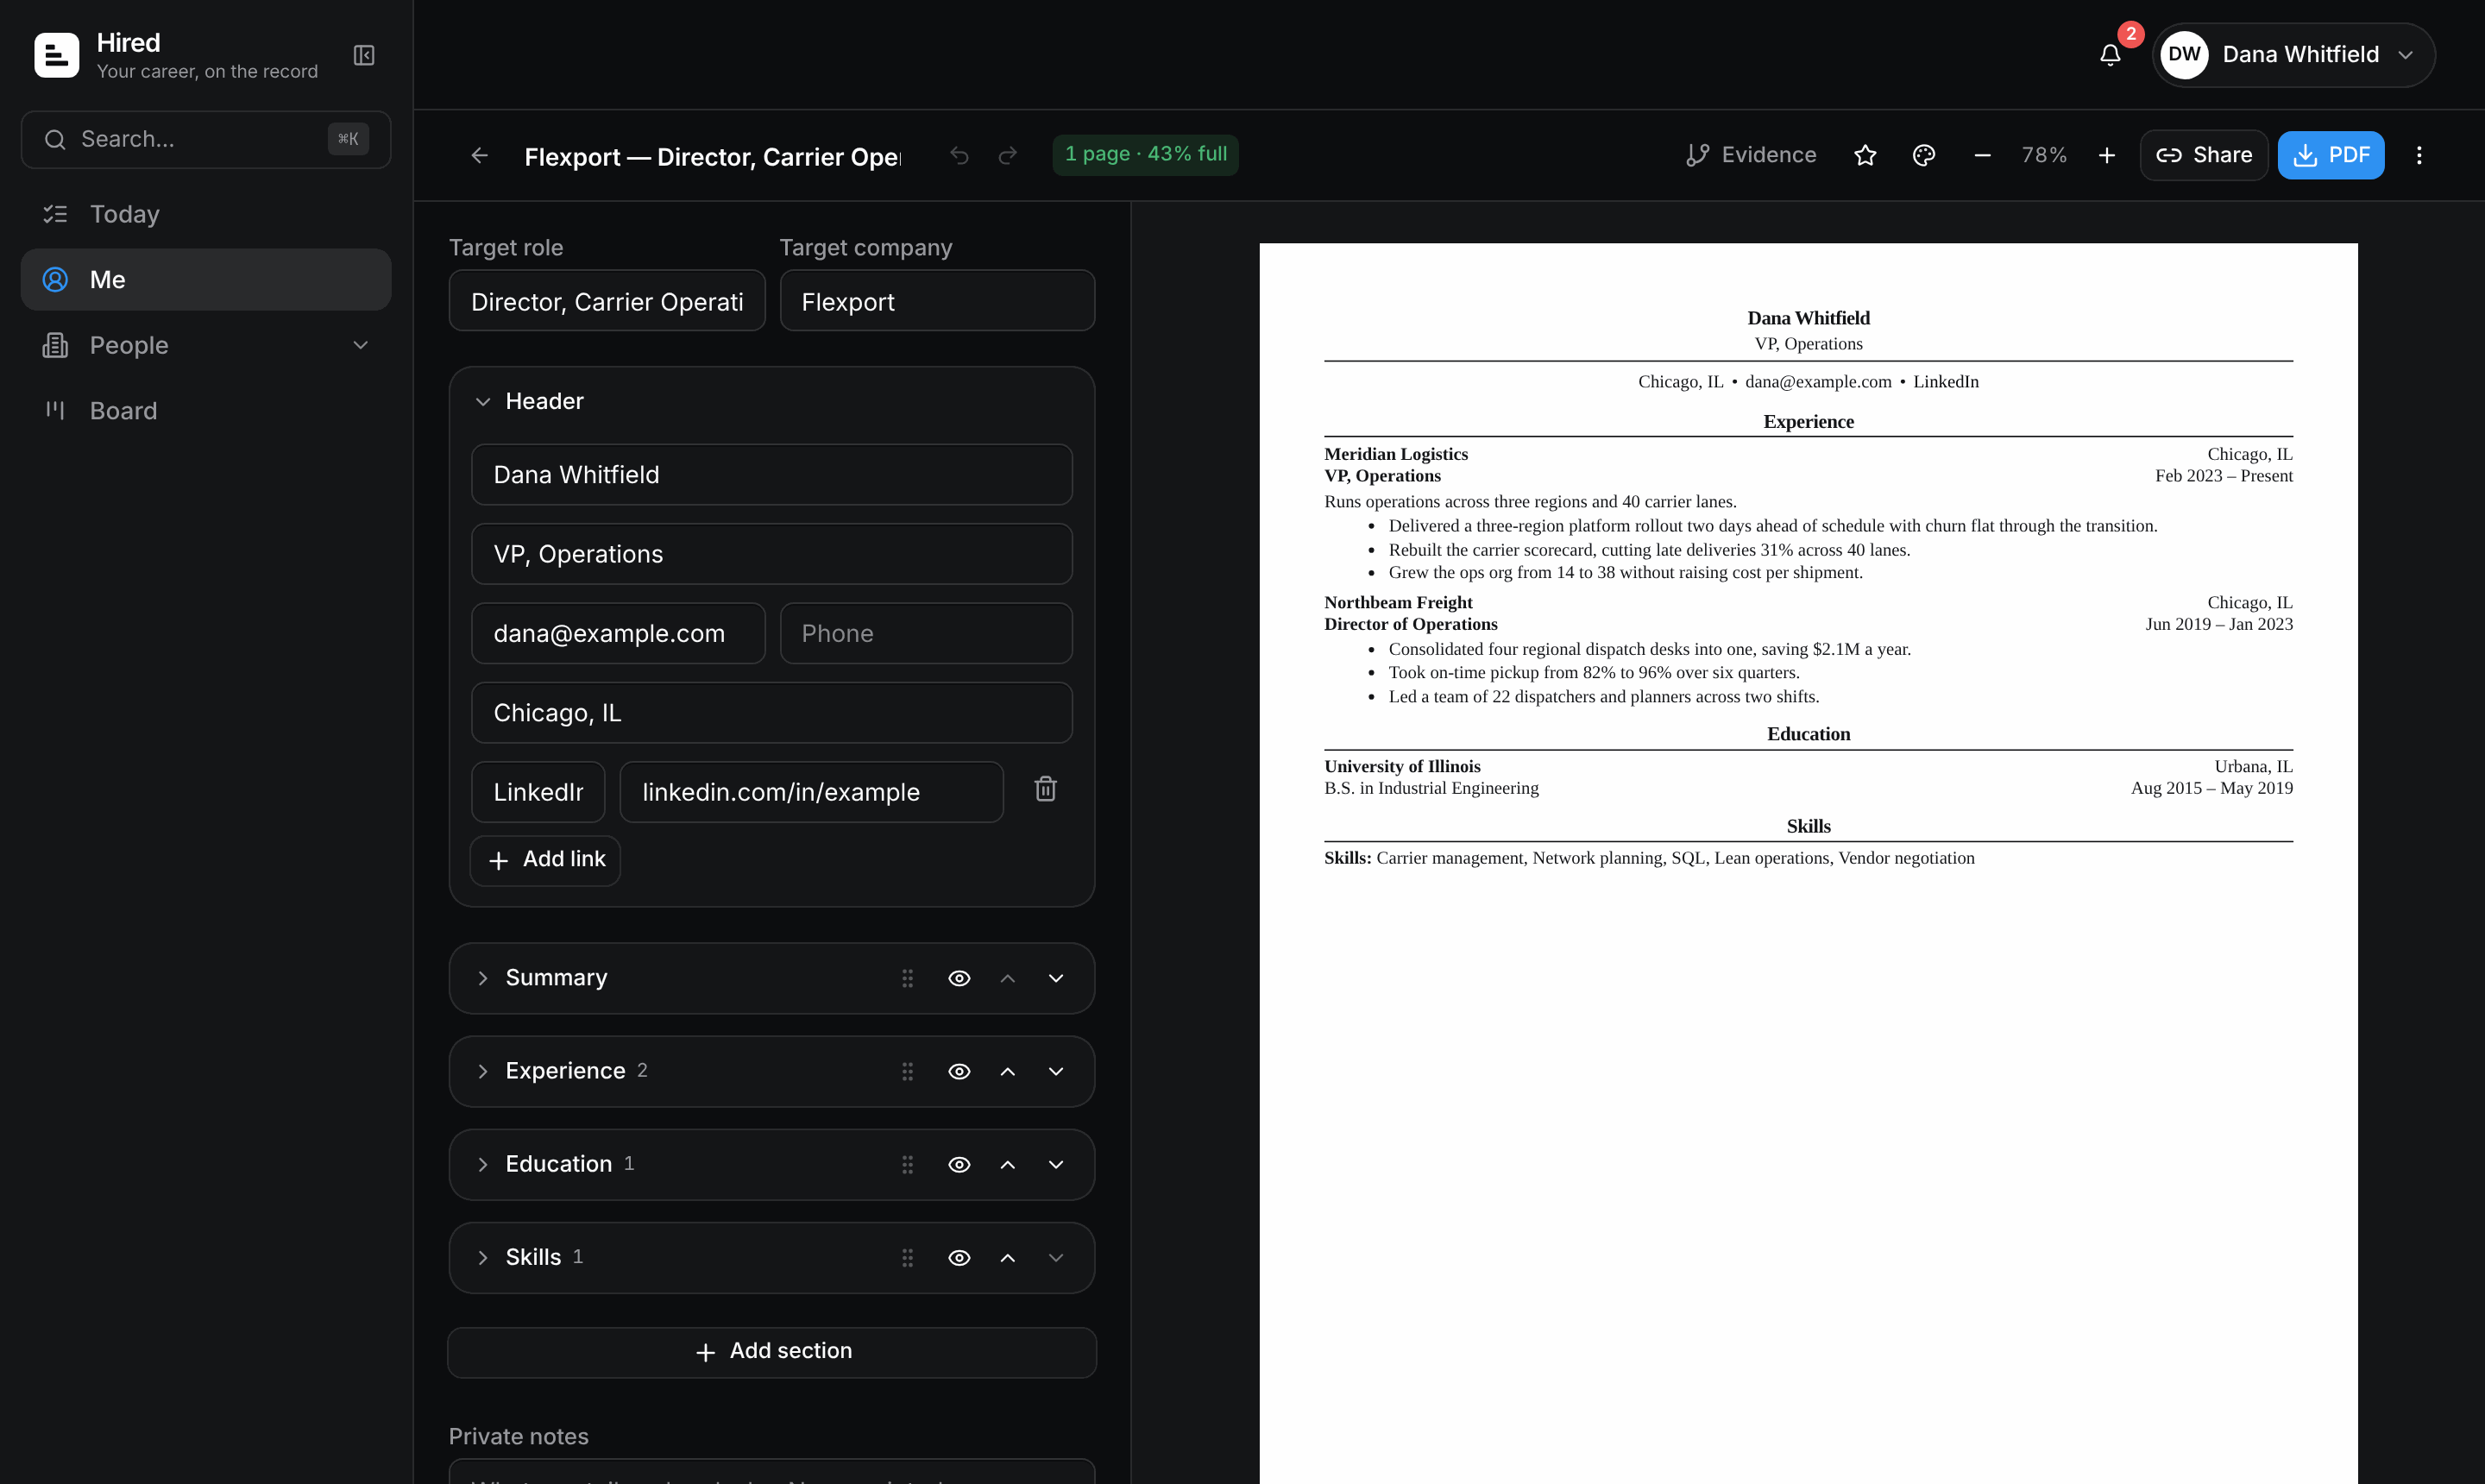 Hired
Your career, on the record
Search...
⌘K
Today
Me
People
Board
2
DW
Dana Whitfield
Flexport — Director, Carrier Ope
1 page · 43% full
Evidence
78%
Share
PDF
Target role
Target company
Director, Carrier Operati
Flexport
Header
Dana Whitfield
VP, Operations
dana@example.com
Phone
Chicago, IL
LinkedIn
linkedin.com/in/example
Add link
Summary
Experience 2
Education 1
Skills 1
Add section
Private notes
Dana Whitfield
VP, Operations
Chicago, IL • dana@example.com • LinkedIn
Experience
Meridian Logistics Chicago, IL
VP, Operations Feb 2023 – Present
Runs operations across three regions and 40 carrier lanes.
• Delivered a three-region platform rollout two days ahead of schedule with churn flat through the transition.
• Rebuilt the carrier scorecard, cutting late deliveries 31% across 40 lanes.
• Grew the ops org from 14 to 38 without raising cost per shipment.
Northbeam Freight Chicago, IL
Director of Operations Jun 2019 – Jan 2023
• Consolidated four regional dispatch desks into one, saving $2.1M a year.
• Took on-time pickup from 82% to 96% over six quarters.
• Led a team of 22 dispatchers and planners across two shifts.
Education
University of Illinois Urbana, IL
B.S. in Industrial Engineering Aug 2015 – May 2019
Skills
Skills: Carrier management, Network planning, SQL, Lean operations, Vendor negotiation